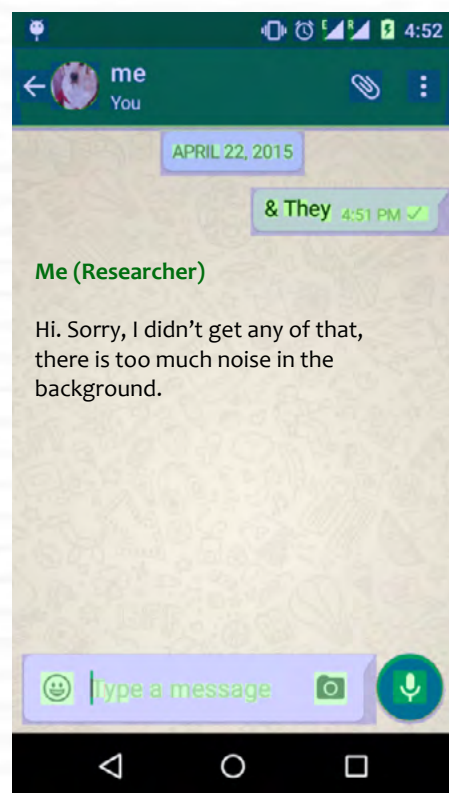 E R 4:52
me
You
APRIL 22, 2015
& They 4:51 PM
Me (Researcher)
Hi. Sorry, I didn’t get any of that,
there is too much noise in the
background.
Type a message